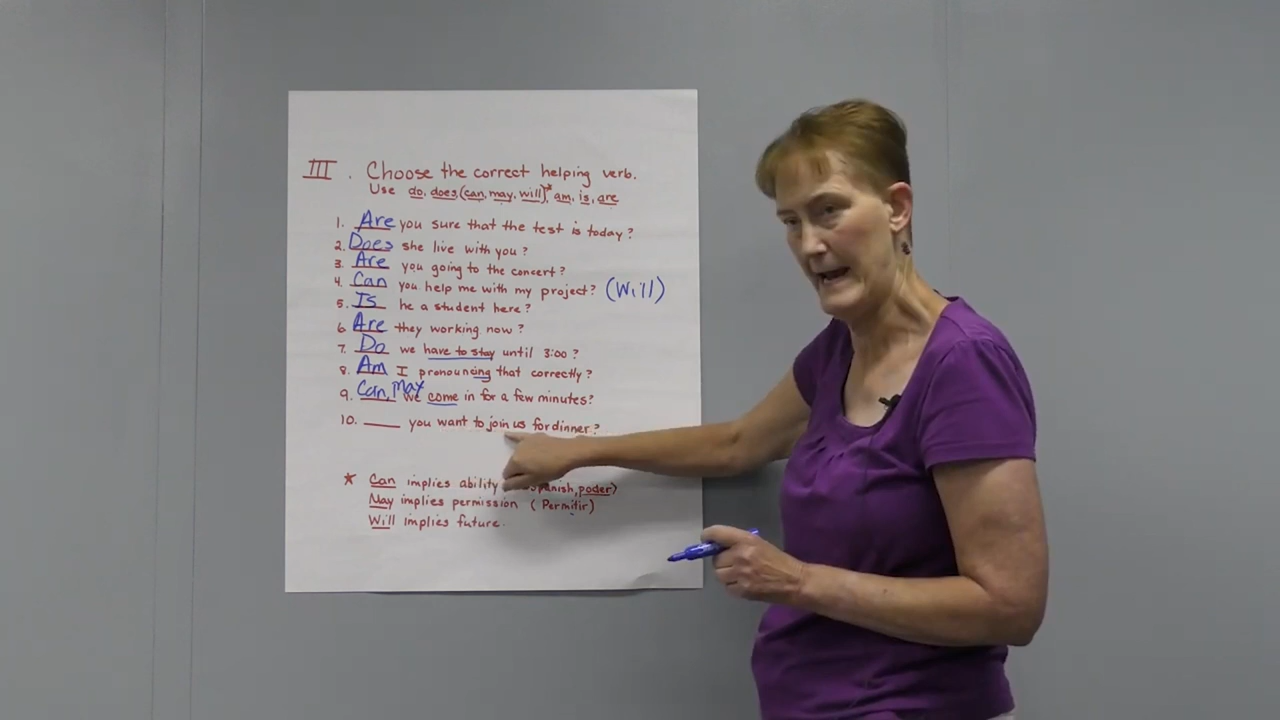 III. Choose the correct helping verb.
Use do, does, (can, may, will)* am, is, are
1. Are you sure that the test is today?
2. Does she live with you?
3. Are you going to the concert?
4. Can you help me with my project? (Will)
5. Is he a student here?
6. Are they working now?
7. Do we have to stay until 3:00?
8. Am I pronouncing that correctly?
9. Can, May we come in for a few minutes?
10. ____ you want to join us for dinner?
* Can implies ability Spanish, poder)
May implies permission (Permitir)
Will implies future.